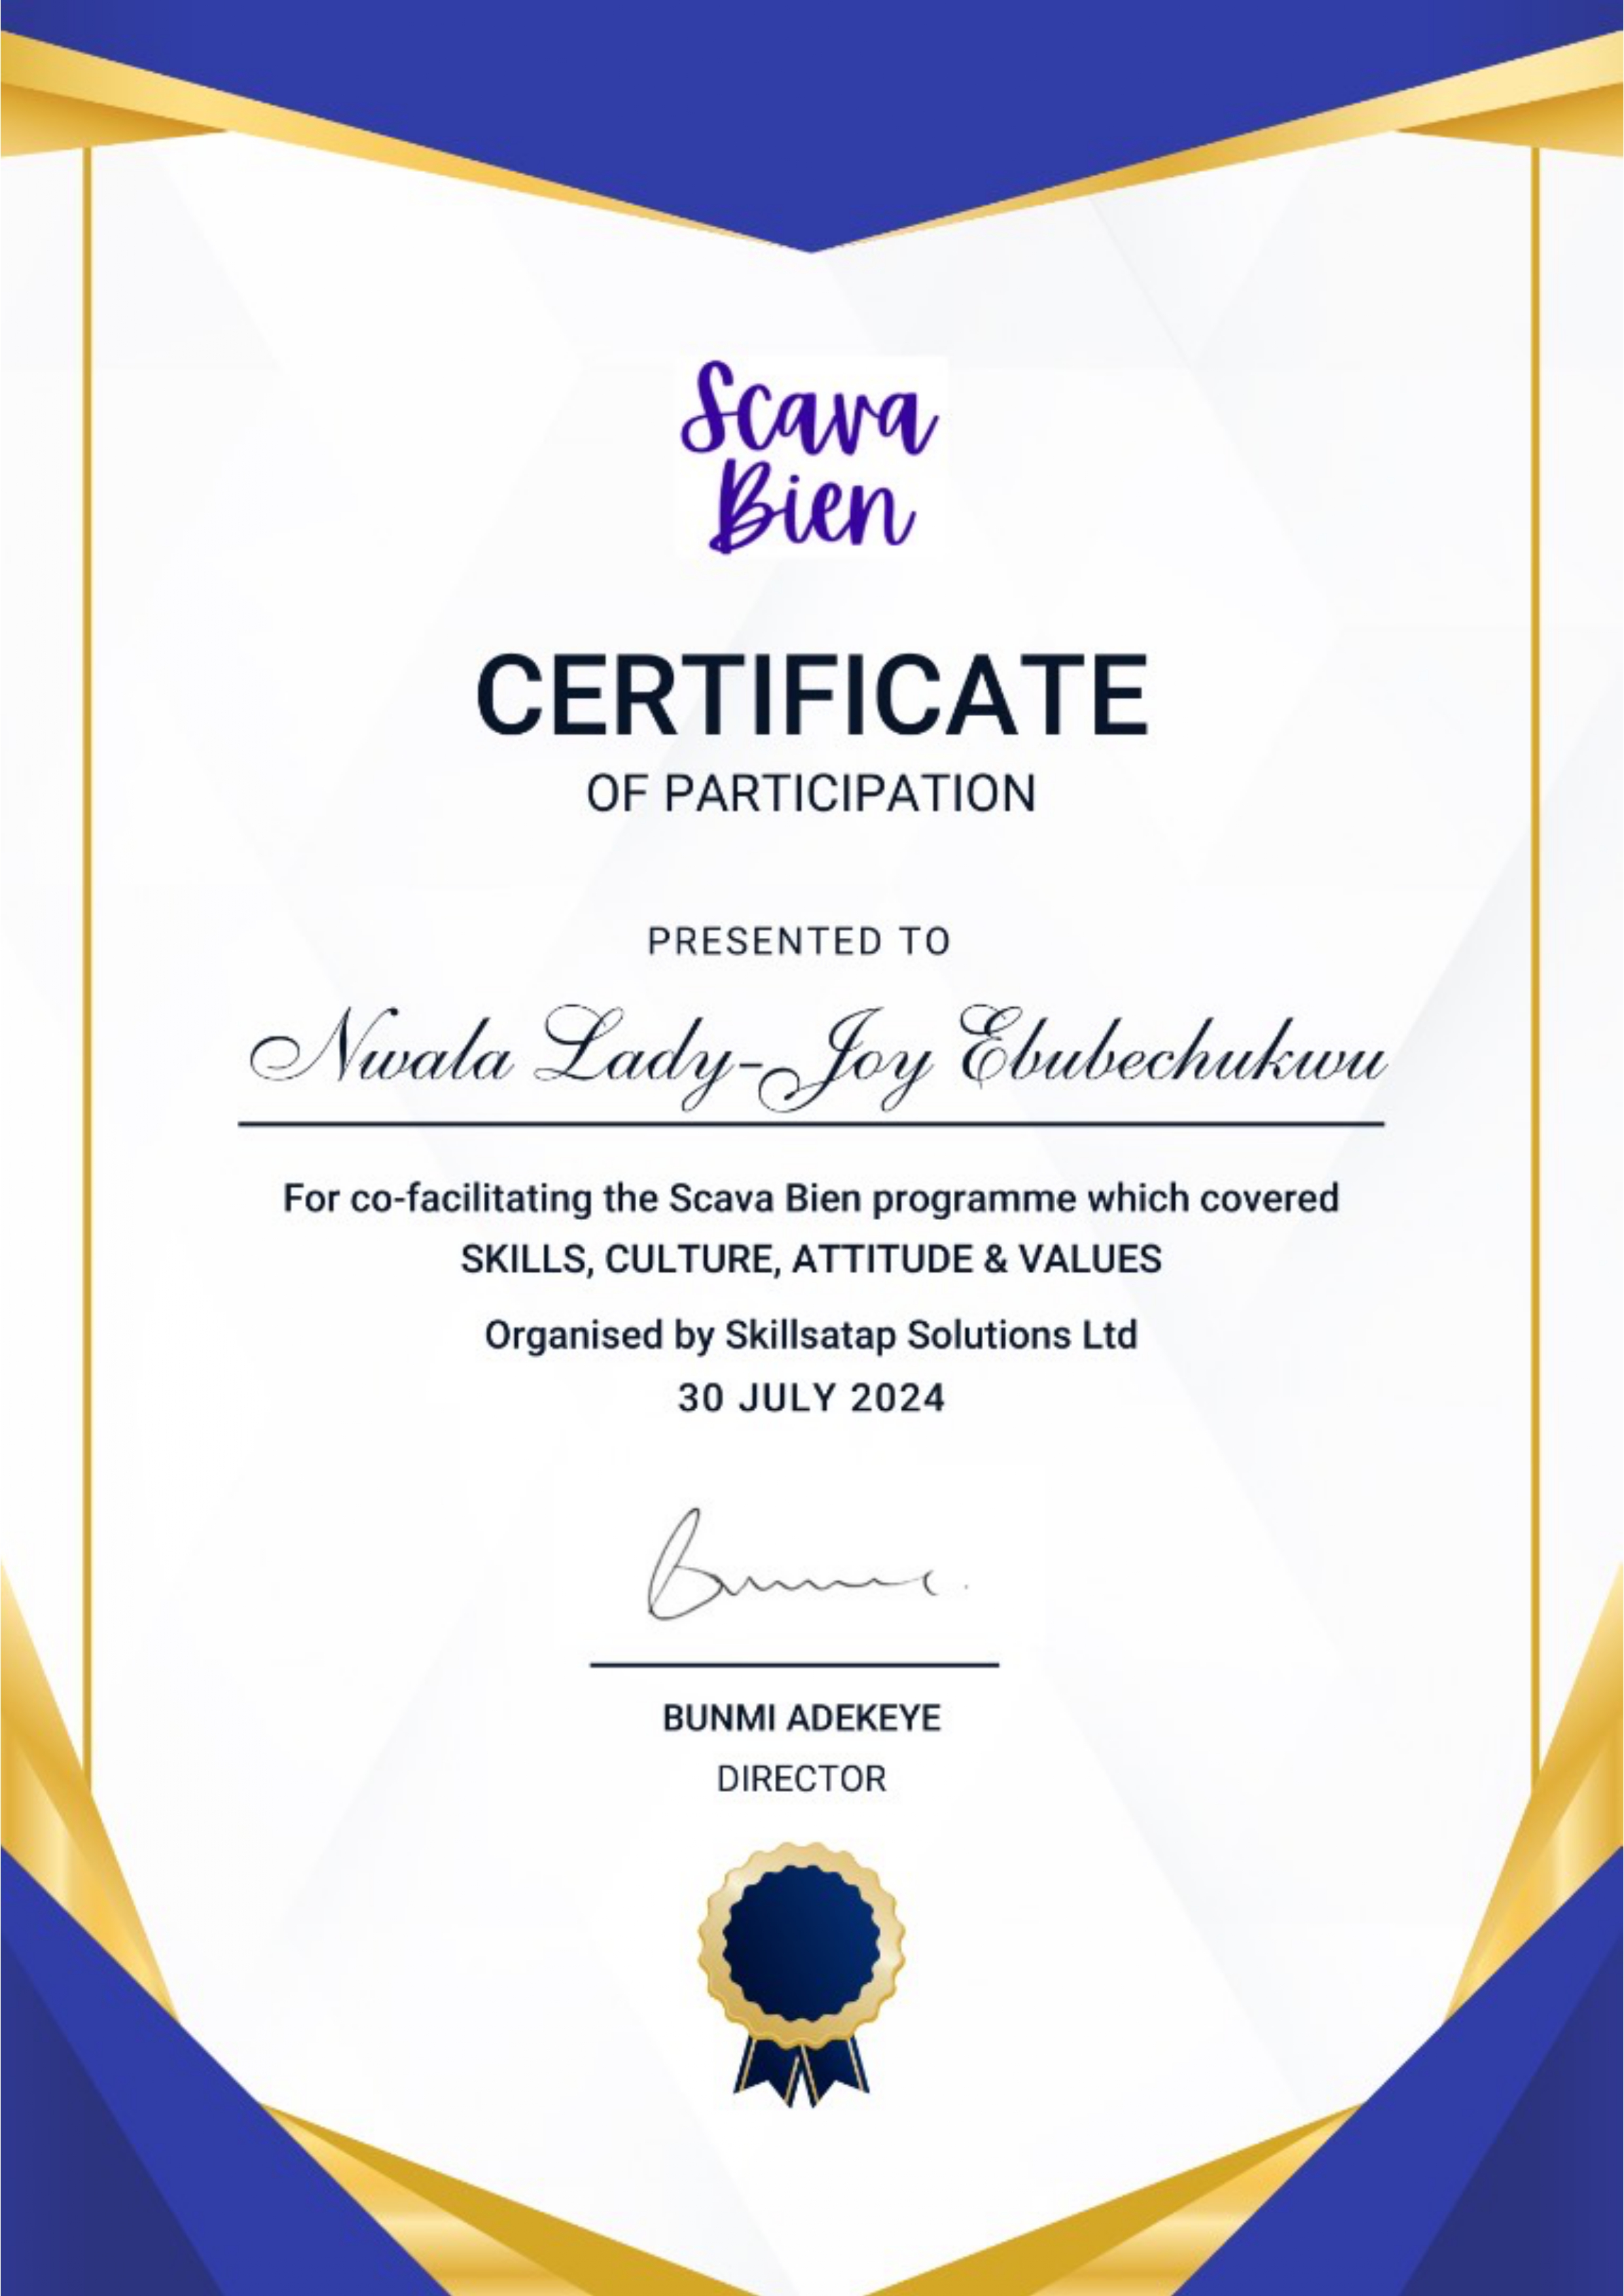 Scava
Bien
CERTIFICATE
OF PARTICIPATION
PRESENTED TO
Nwala Lady-Joy Ebubechukwu
For co-facilitating the Scava Bien programme which covered
SKILLS, CULTURE, ATTITUDE & VALUES
Organised by Skillsatap Solutions Ltd
30 JULY 2024
Bunmi.
BUNMI ADEKEYE
DIRECTOR